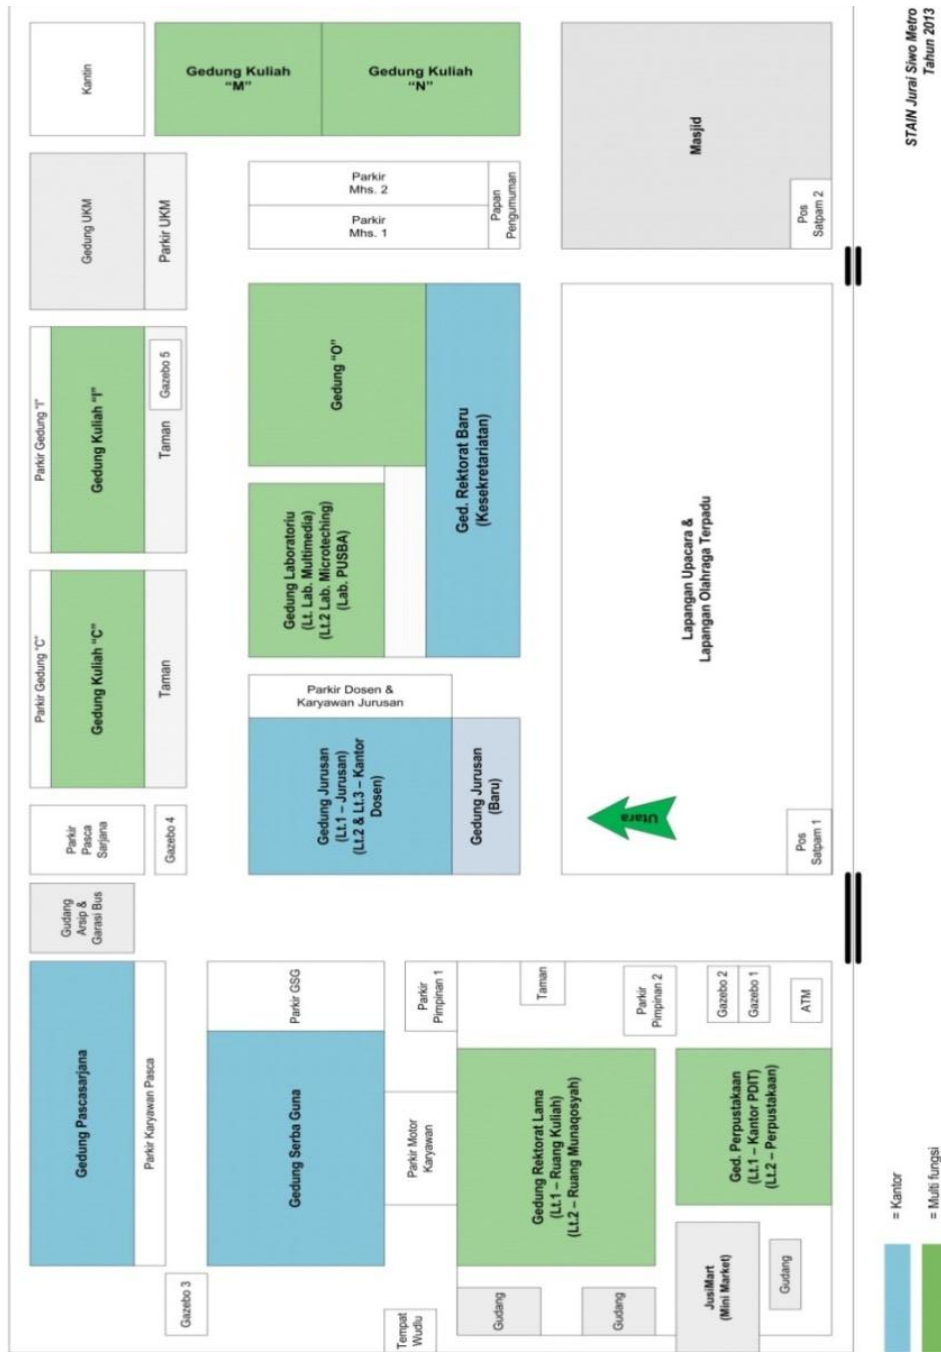 STAIN Jurai Siwo Metro
Tahun 2013
Kantin
Gedung Kuliah
"M"
Gedung Kuliah
"N"
Masjid
Pos
Satpam 2
Gedung UKM
Parkir UKM
Parkir
Mhs. 2
Parkir
Mhs. 1
Papan
Pengumuman
Parkir Gedung "I"
Gedung Kuliah "I"
Taman
Gazebo 5
Gedung "O"
Ged. Rektorat Baru
(Kesekretariatan)
Gedung Laboratoriu
(Lt. Lab. Multimedia)
(Lt.2 Lab. Microteching)
(Lab. PUSBA)
Lapangan Upacara &
Lapangan Olahraga Terpadu
Parkir Gedung "C"
Gedung Kuliah "C"
Taman
Parkir Dosen &
Karyawan Jurusan
Gedung Jurusan
(Lt.1 – Jurusan)
(Lt.2 & Lt.3 – Kantor
Dosen)
Gedung Jurusan
(Baru)
Utara
Pos
Satpam 1
Parkir
Pasca
Sarjana
Gazebo 4
Gudang
Arsip &
Garasi Bus
Gedung Pascasarjana
Parkir Karyawan Pasca
Parkir GSG
Gedung Serba Guna
Parkir
Pimpinan 1
Parkir Motor
Karyawan
Taman
Parkir
Pimpinan 2
Gazebo 2
Gazebo 1
ATM
Gedung Rektorat Lama
(Lt.1 – Ruang Kuliah)
(Lt.2 – Ruang Munaqosyah)
Ged. Perpustakaan
(Lt.1 – Kantor PDIT)
(Lt.2 – Perpustakaan)
Gazebo 3
Tempat
Wudlu
Gudang
Gudang
JusiMart
(Mini Market)
Gudang
= Kantor
= Multi fungsi